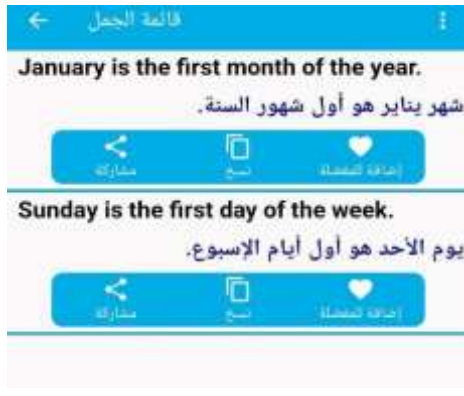 قائمة الجمل
January is the first month of the year.
شهر يناير هو أول شهور السنة.
إضافة للمفضلة نسخ مشاركة
Sunday is the first day of the week.
يوم الأحد هو أول أيام الإسبوع.
إضافة للمفضلة نسخ مشاركة